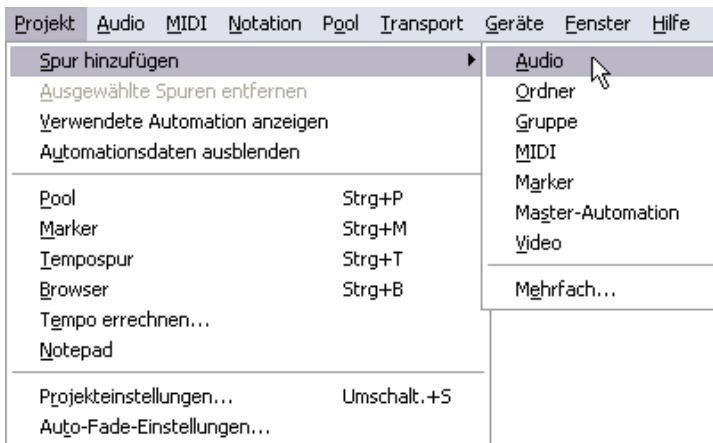 Projekt Audio MIDI Notation Pool Transport Geräte Fenster Hilfe
Spur hinzufügen
Ausgewählte Spuren entfernen
Verwendete Automation anzeigen
Automationsdaten ausblenden
Pool Strg+P
Marker Strg+M
Tempospur Strg+T
Browser Strg+B
Tempo errechnen...
Notepad
Projekteinstellungen... Umschalt.+S
Auto-Fade-Einstellungen...
Audio
Ordner
Gruppe
MIDI
Marker
Master-Automation
Video
Mehrfach...